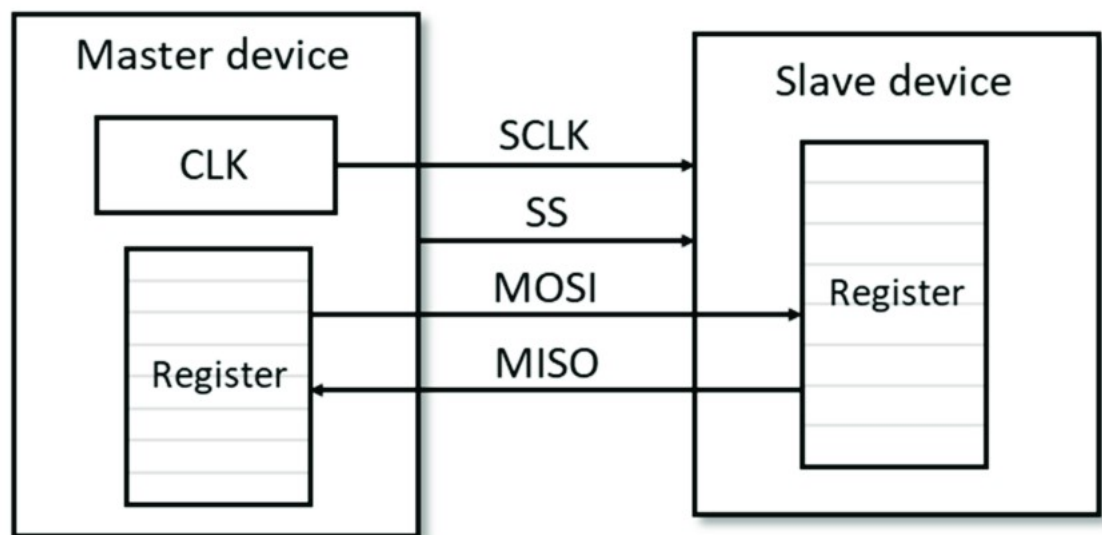 Master device
CLK
Register
SCLK
SS
MOSI
MISO
Slave device
Register